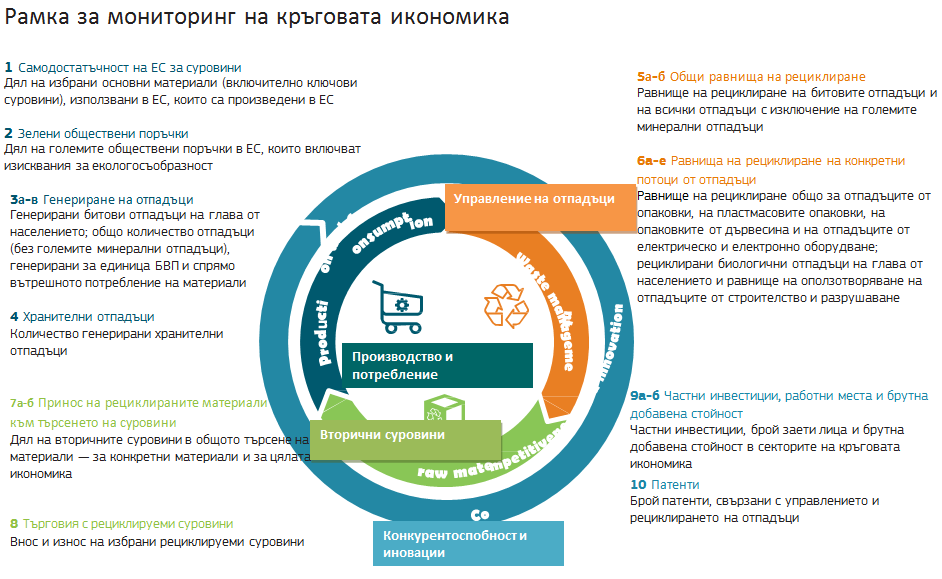 Рамка за мониторинг на кръговата икономика
1 Самодостатъчност на ЕС за суровини
Дял на избрани основни материали (включително ключови
суровини), използвани в ЕС, които са произведени в ЕС
2 Зелени обществени поръчки
Дял на големите обществени поръчки в ЕС, които включват
изисквания за екологосъобразност
3а-в Генериране на отпадъци
Генерирани битови отпадъци на глава от
населението; общо количество отпадъци
(без големите минерални отпадъци),
генерирани за единица БВП и спрямо
вътрешното потребление на материали
4 Хранителни отпадъци
Количество генерирани хранителни
отпадъци
7а-б Принос на рециклираните материали
към търсенето на суровини
Дял на вторичните суровини в общото търсене на
материали — за конкретни материали и за цялата
икономика
8 Търговия с рециклируеми суровини
Внос и износ на избрани рециклируеми суровини
Управление на отпадъци
onsumption
Producti on
Waste manageme
Производство и
потребление
Вторични суровини
raw mat
mpetitivene
innovation
Co
Конкурентоспособност и
иновации
5а-б Общи равнища на рециклиране
Равнище на рециклиране на битовите отпадъци и
на всички отпадъци с изключение на големите
минерални отпадъци
6а-е Равнища на рециклиране на конкретни
потоци от отпадъци
Равнище на рециклиране общо за отпадъците от
опаковки, на пластмасовите опаковки, на
опаковките от дървесина и на отпадъците от
електрическо и електронно оборудване;
рециклирани биологични отпадъци на глава от
населението и равнище на оползотворяване на
отпадъците от строителство и разрушаване
9а-б Частни инвестиции, работни места и брутна
добавена стойност
Частни инвестиции, брой заети лица и брутна
добавена стойност в секторите на кръговата
икономика
10 Патенти
Брой патенти, свързани с управлението и
рециклирането на отпадъци